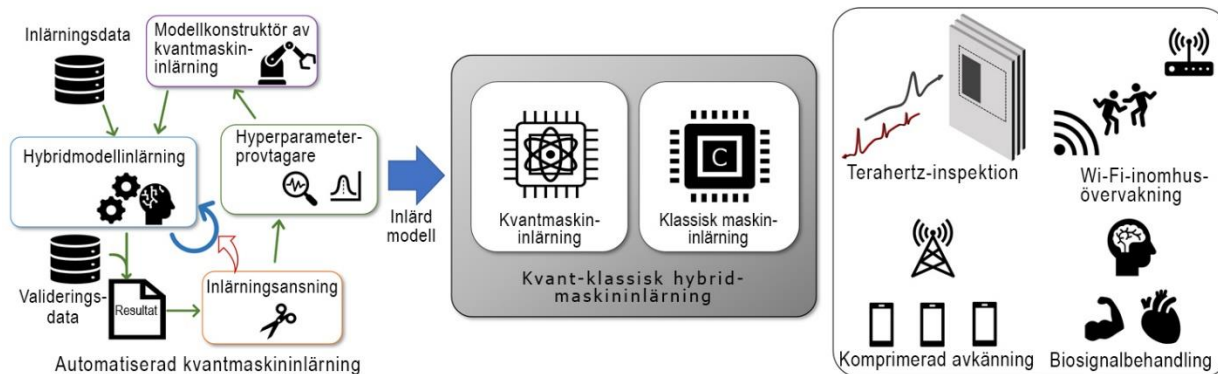 Inlärningsdata
Modellkonstruktör av
kvantmaskin-
inlärning
Hybridmodellinlärning
Hyperparameter-
provtagare
Validerings-
data
Resultat
Inlärningsansning
Automatiserad kvantmaskininlärning
Inlärd
modell
Kvantmaskin-
inlärning
C
Klassisk maskin-
inlärning
Kvant-klassisk hybrid-
maskininlärning
Terahertz-inspektion
Wi-Fi-inomhus-
övervakning
Komprimerad avkänning
Biosignalbehandling